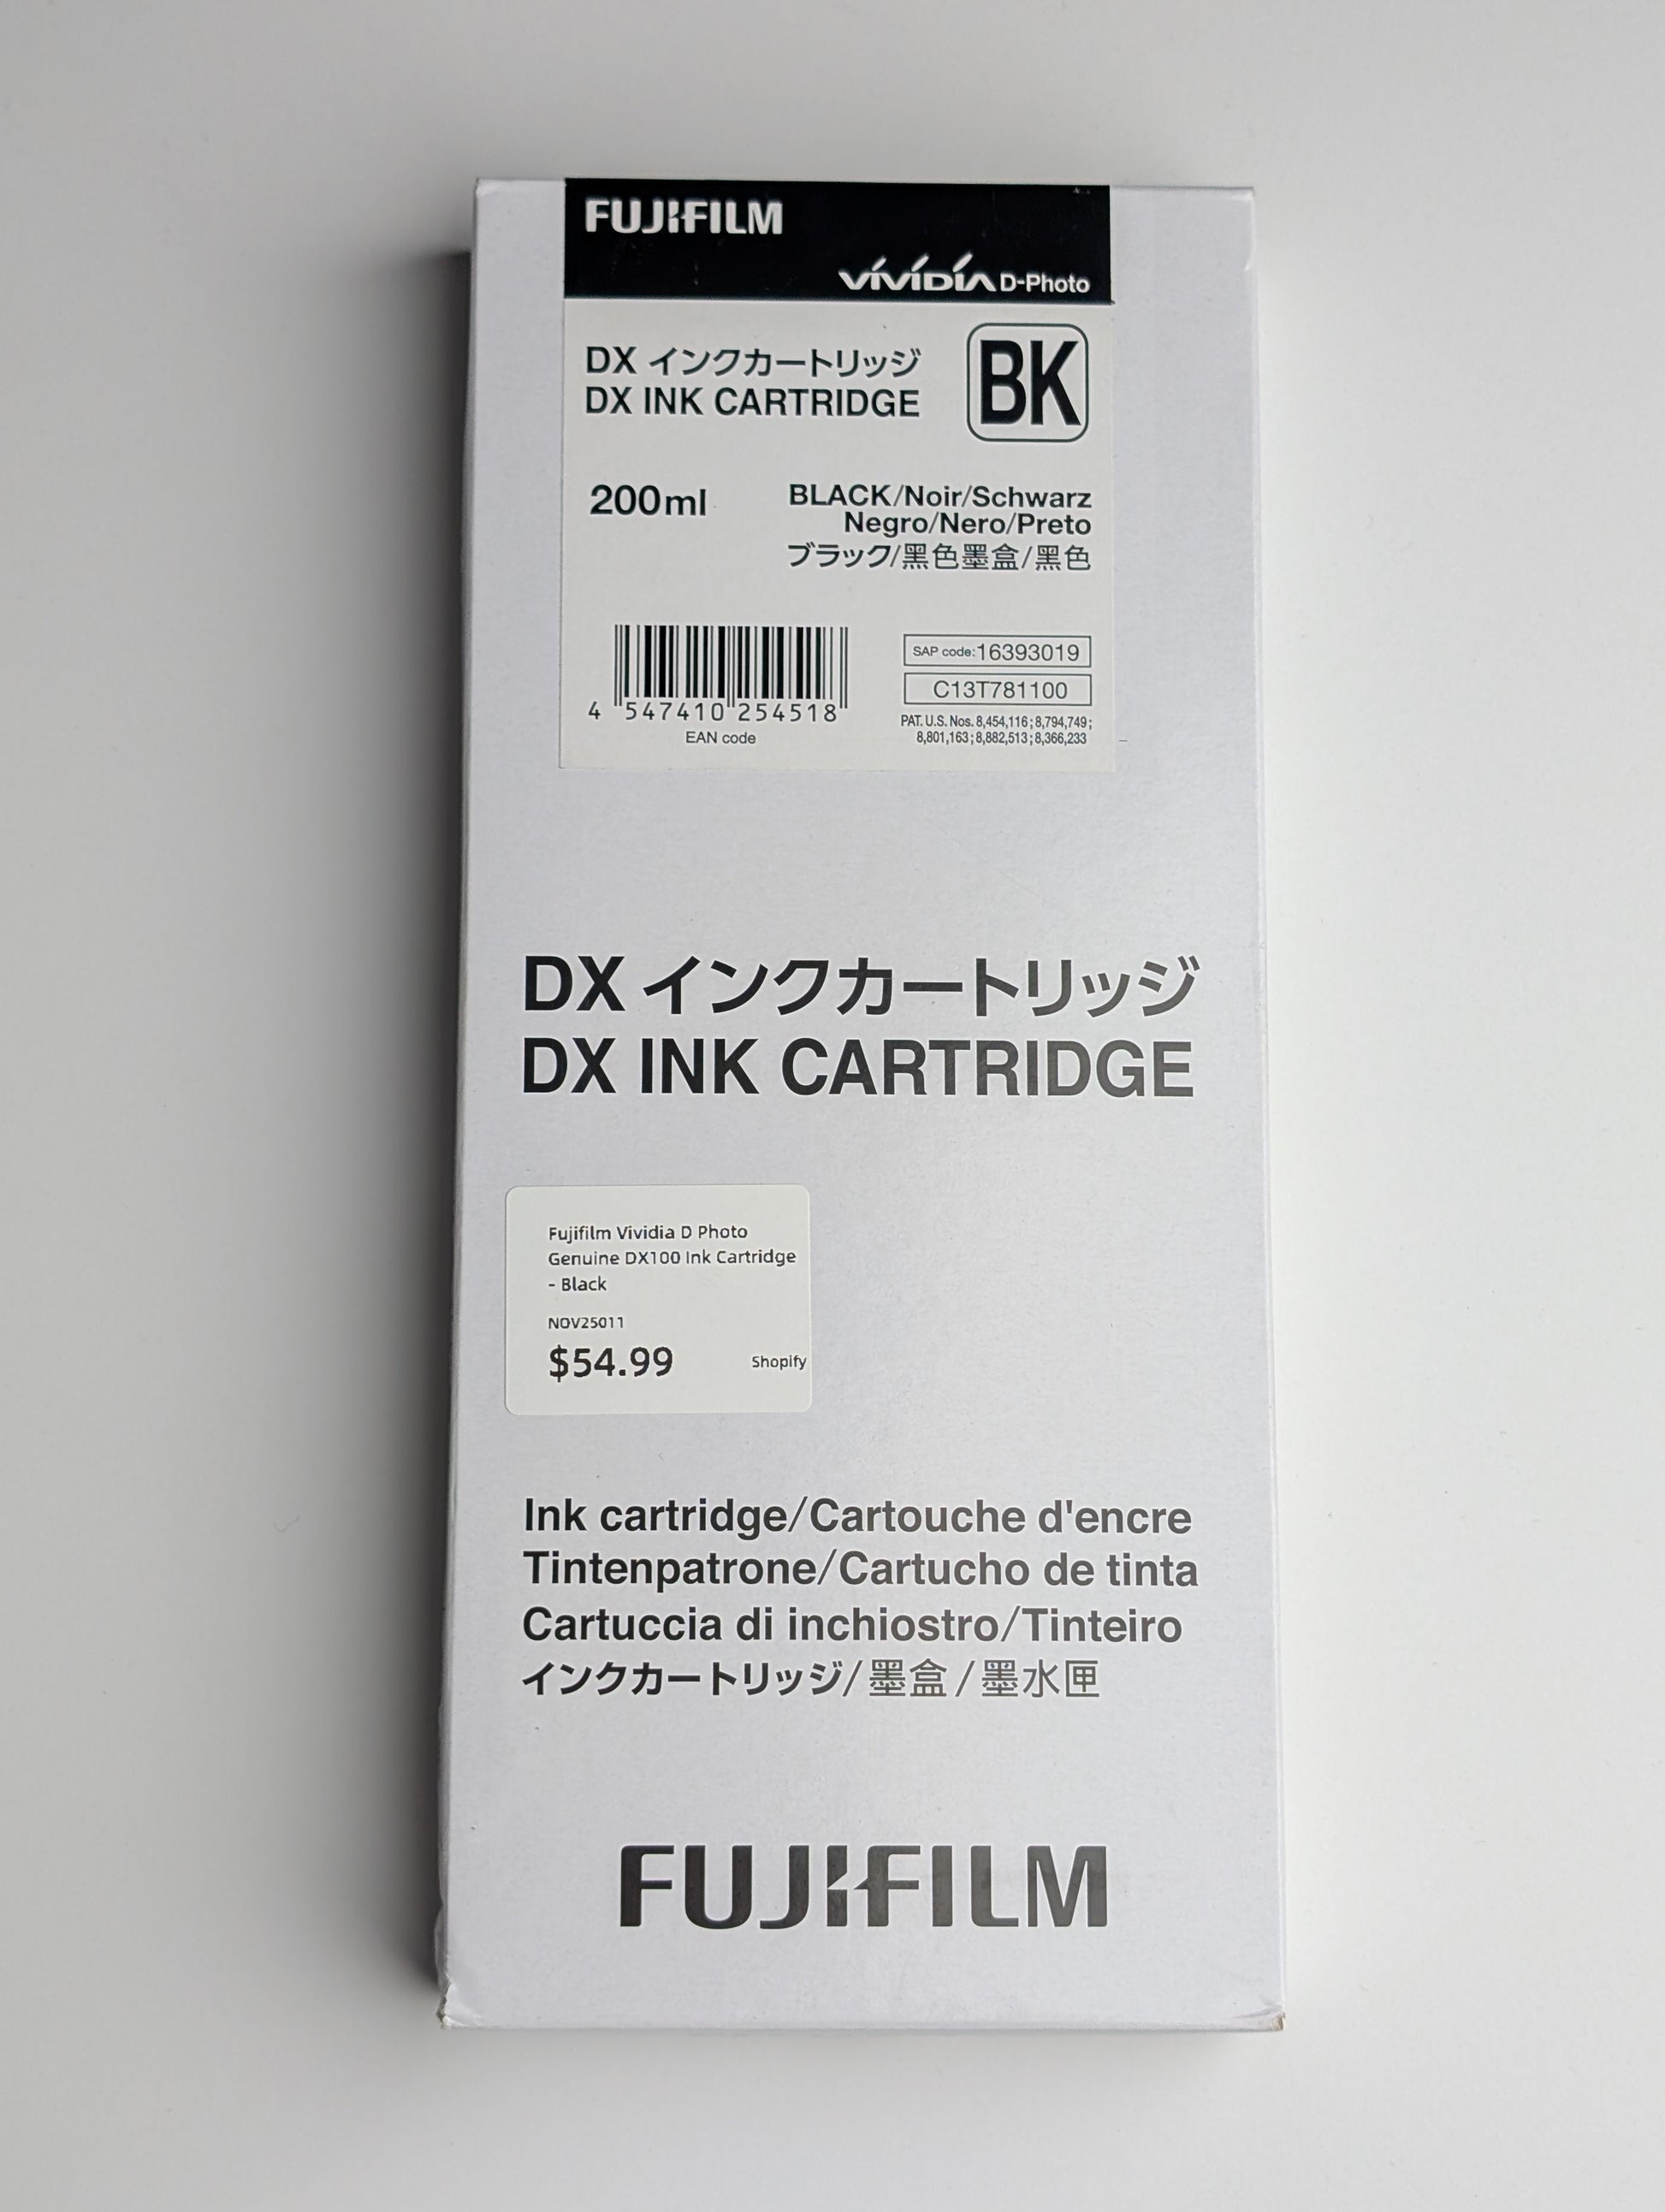 FUJIFILM
VIVIDIA D-Photo
DX インクカートリッジ
DX INK CARTRIDGE
BK
200ml
BLACK/Noir/Schwarz
Negro/Nero/Preto
ブラック/黑色墨盒/黑色
4 547410 254518
EAN code
SAP code:16393019
C13T781100
PAT. U.S. Nos. 8,454,116 ; 8,794,749 ;
8,801,163 ; 8,882,513 ; 8,366,233
DX インクカートリッジ
DX INK CARTRIDGE
Fujifilm Vividia D Photo
Genuine DX100 Ink Cartridge
- Black
NOV25011
$54.99 Shopify
Ink cartridge/Cartouche d'encre
Tintenpatrone/Cartucho de tinta
Cartuccia di inchiostro/Tinteiro
インクカートリッジ/墨盒/墨水匣
FUJIFILM